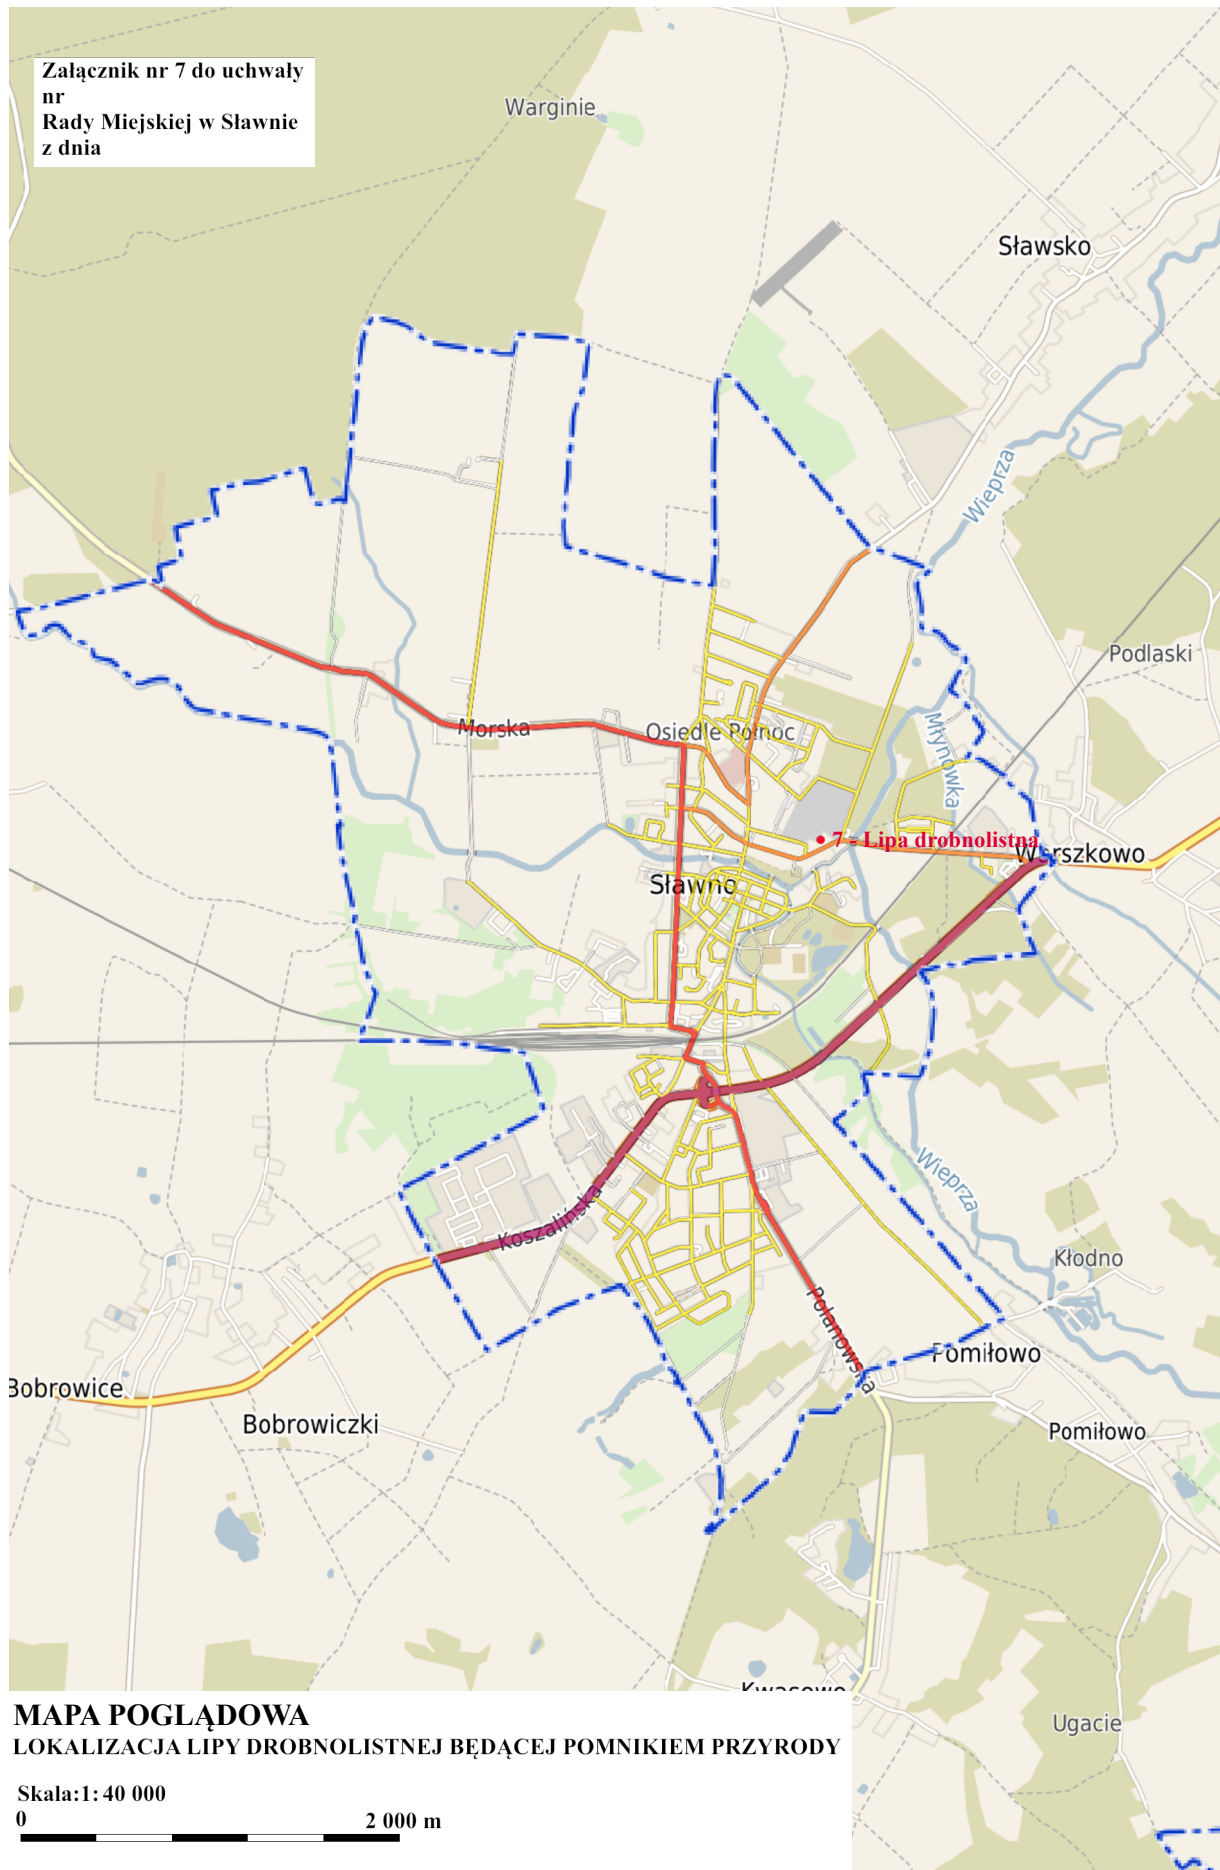 Załącznik nr 7 do uchwały
nr
Rady Miejskiej w Sławnie
z dnia
Warginie
Sławsko
Wieprza
Podlaski
Morska
Osiedle Północ
Młynówka
7 - Lipa drobnolistna
Warszkowo
Sławno
Wieprza
Koszalińska
Kłodno
Polanowska
Pomiłowo
Bobrowice
Bobrowiczki
Pomiłowo
Kwasowo
Ugacie
MAPA POGLĄDOWA
LOKALIZACJA LIPY DROBNOLISTNEJ BĘDĄCEJ POMNIKIEM PRZYRODY
Skala:1: 40 000
0 2 000 m